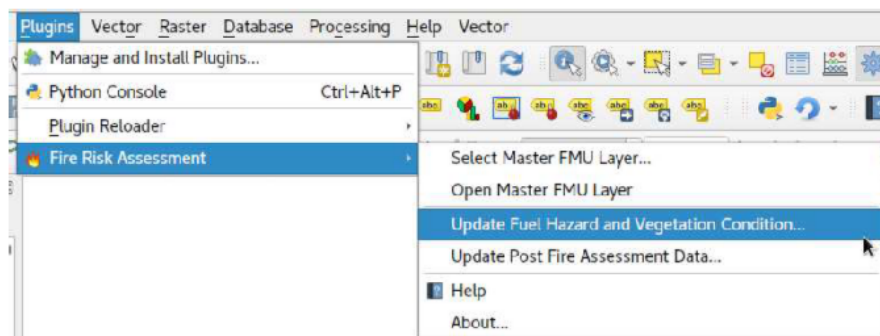 Plugins Vector Raster Database Processing Help Vector
Manage and Install Plugins...
Python Console Ctrl+Alt+P
Plugin Reloader
Fire Risk Assessment
Select Master FMU Layer...
Open Master FMU Layer
Update Fuel Hazard and Vegetation Condition...
Update Post Fire Assessment Data...
Help
About...